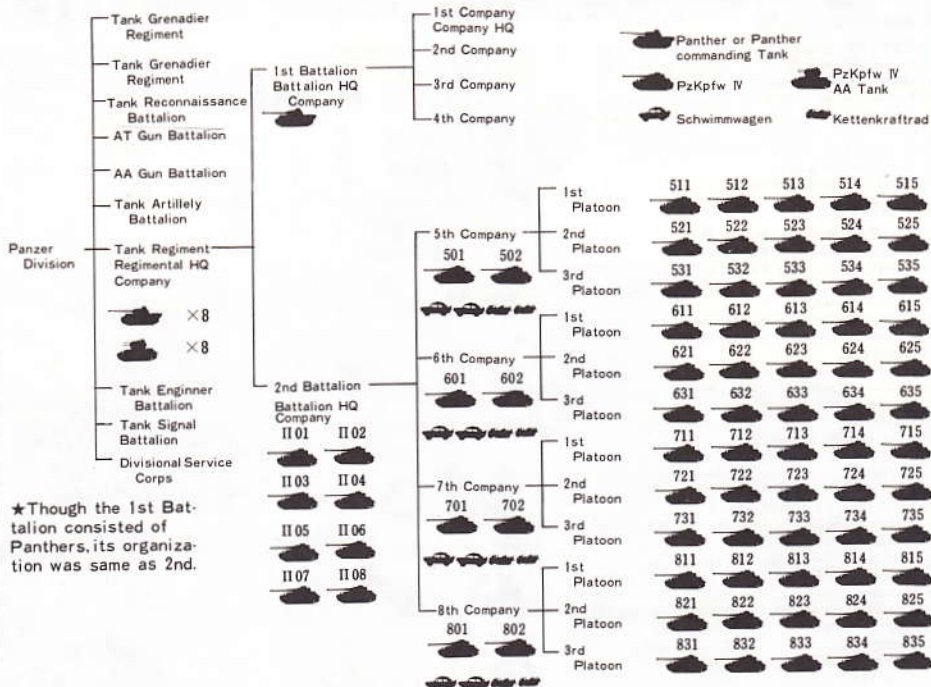 Panzer
Division
Tank Grenadier
Regiment
Tank Grenadier
Regiment
Tank Reconnaissance
Battalion
AT Gun Battalion
AA Gun Battalion
Tank Artillely
Battalion
Tank Regiment
Regimental HQ
Company
×8
×8
Tank Enginner
Battalion
Tank Signal
Battalion
Divisional Service
Corps
★Though the 1st Bat-
talion consisted of
Panthers, its organiza-
tion was same as 2nd.
1st Battalion
Battalion HQ
Company
1st Company
Company HQ
2nd Company
3rd Company
4th Company
Panther or Panther
commanding Tank
PzKpfw IV
PzKpfw IV
AA Tank
Schwimmwagen
Kettenkraftrad
2nd Battalion
Battalion HQ
Company
II 01 II 02
II 03 II 04
II 05 II 06
II 07 II 08
5th Company
501 502
1st
Platoon
511 512 513 514 515
2nd
Platoon
521 522 523 524 525
3rd
Platoon
531 532 533 534 535
6th Company
601 602
1st
Platoon
611 612 613 614 615
2nd
Platoon
621 622 623 624 625
3rd
Platoon
631 632 633 634 635
7th Company
701 702
1st
Platoon
711 712 713 714 715
2nd
Platoon
721 722 723 724 725
3rd
Platoon
731 732 733 734 735
8th Company
801 802
1st
Platoon
811 812 813 814 815
2nd
Platoon
821 822 823 824 825
3rd
Platoon
831 832 833 834 835